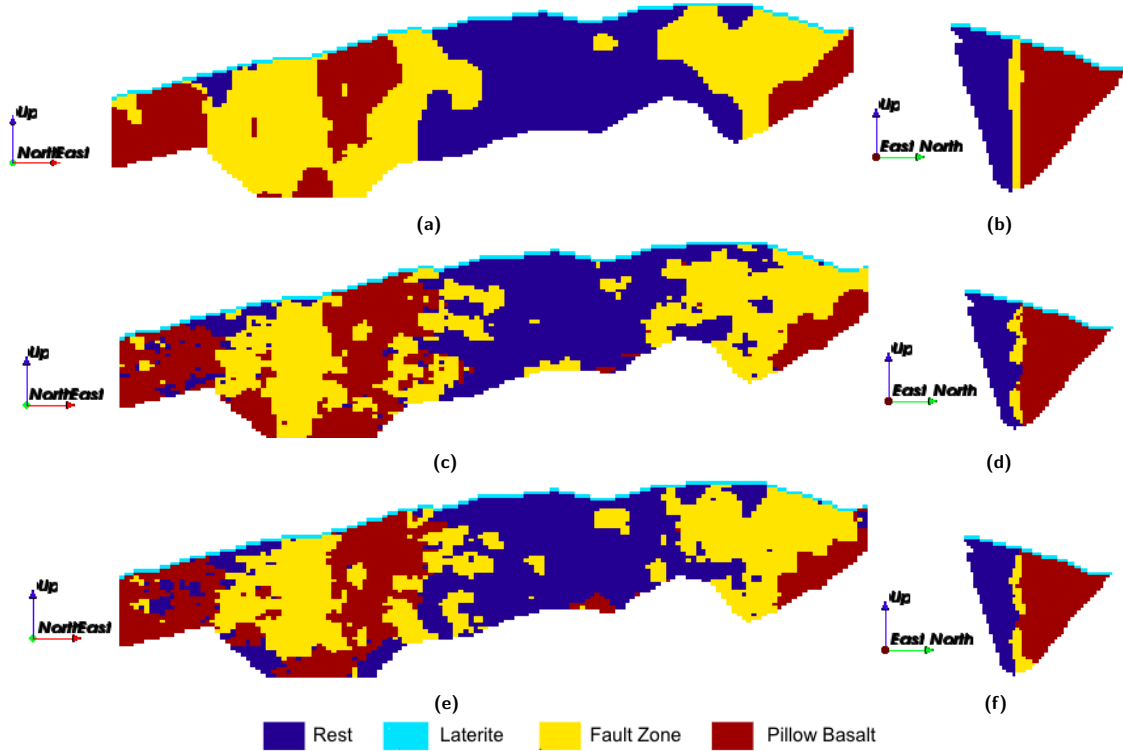 Up
NorthEast
Up
East North
(a)
(b)
Up
NorthEast
Up
East North
(c)
(d)
Up
NorthEast
Up
East North
(e)
(f)
Rest
Laterite
Fault Zone
Pillow Basalt